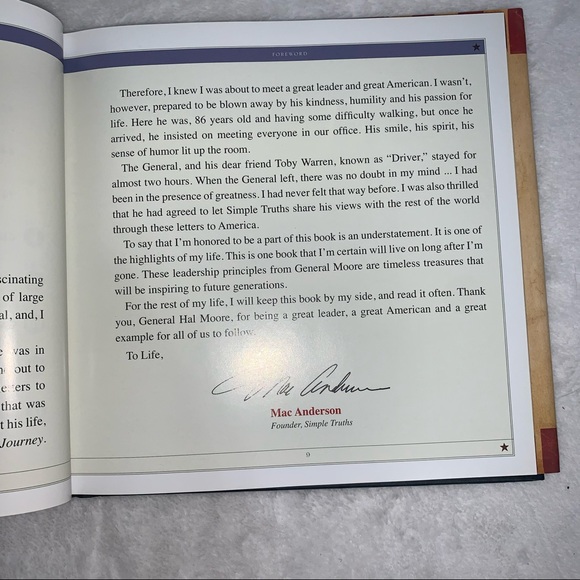 scinating
of large
al, and, I
was in
out to
to
that was
t his life,
Journey.
FOREWORD
Therefore, I knew I was about to meet a great leader and great American. I wasn't,
however, prepared to be blown away by his kindness, humility and his passion for
life. Here he was, 86 years old and having some difficulty walking, but once he
arrived, he insisted on meeting everyone in our office. His smile, his spirit, his
sense of humor lit up the room.
The General, and his dear friend Toby Warren, known as “Driver,” stayed for
almost two hours. When the General left, there was no doubt in my mind ... I had
been in the presence of greatness. I had never felt that way before. I was also thrilled
that he had agreed to let Simple Truths share his views with the rest of the world
through these letters to America.
To say that I'm honored to be a part of this book is an understatement. It is one of
the highlights of my life. This is one book that I'm certain will live on long after I'm
gone. These leadership principles from General Moore are timeless treasures that
will be inspiring to future generations.
For the rest of my life, I will keep this book by my side, and read it often. Thank
you, General Hal Moore, for being a great leader, a great American and a great
example for all of us to follow.
To Life,
Mac Anderson
Mac Anderson
Founder, Simple Truths
9